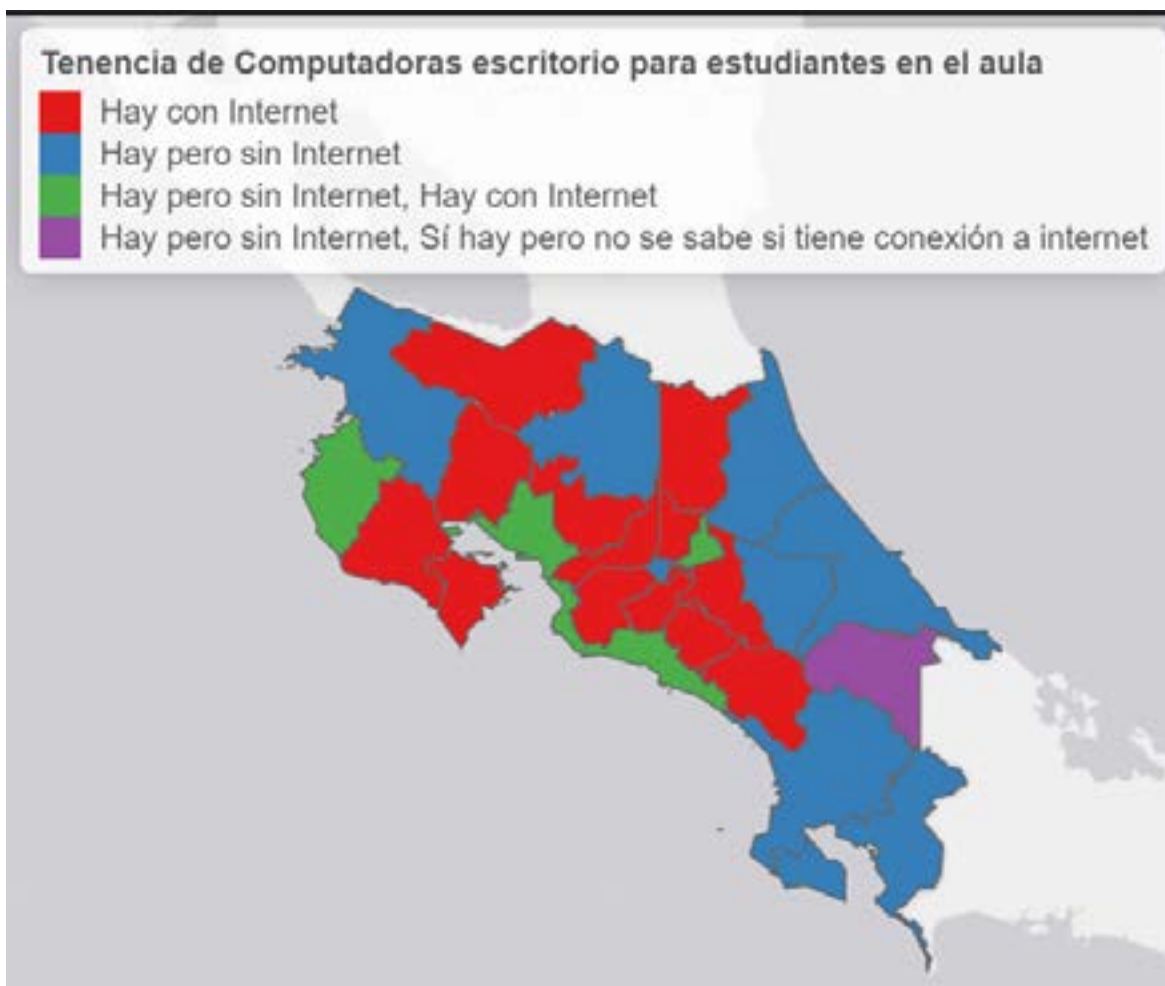 Tenencia de Computadoras escritorio para estudiantes en el aula
Hay con Internet
Hay pero sin Internet
Hay pero sin Internet, Hay con Internet
Hay pero sin Internet, Sí hay pero no se sabe si tiene conexión a internet